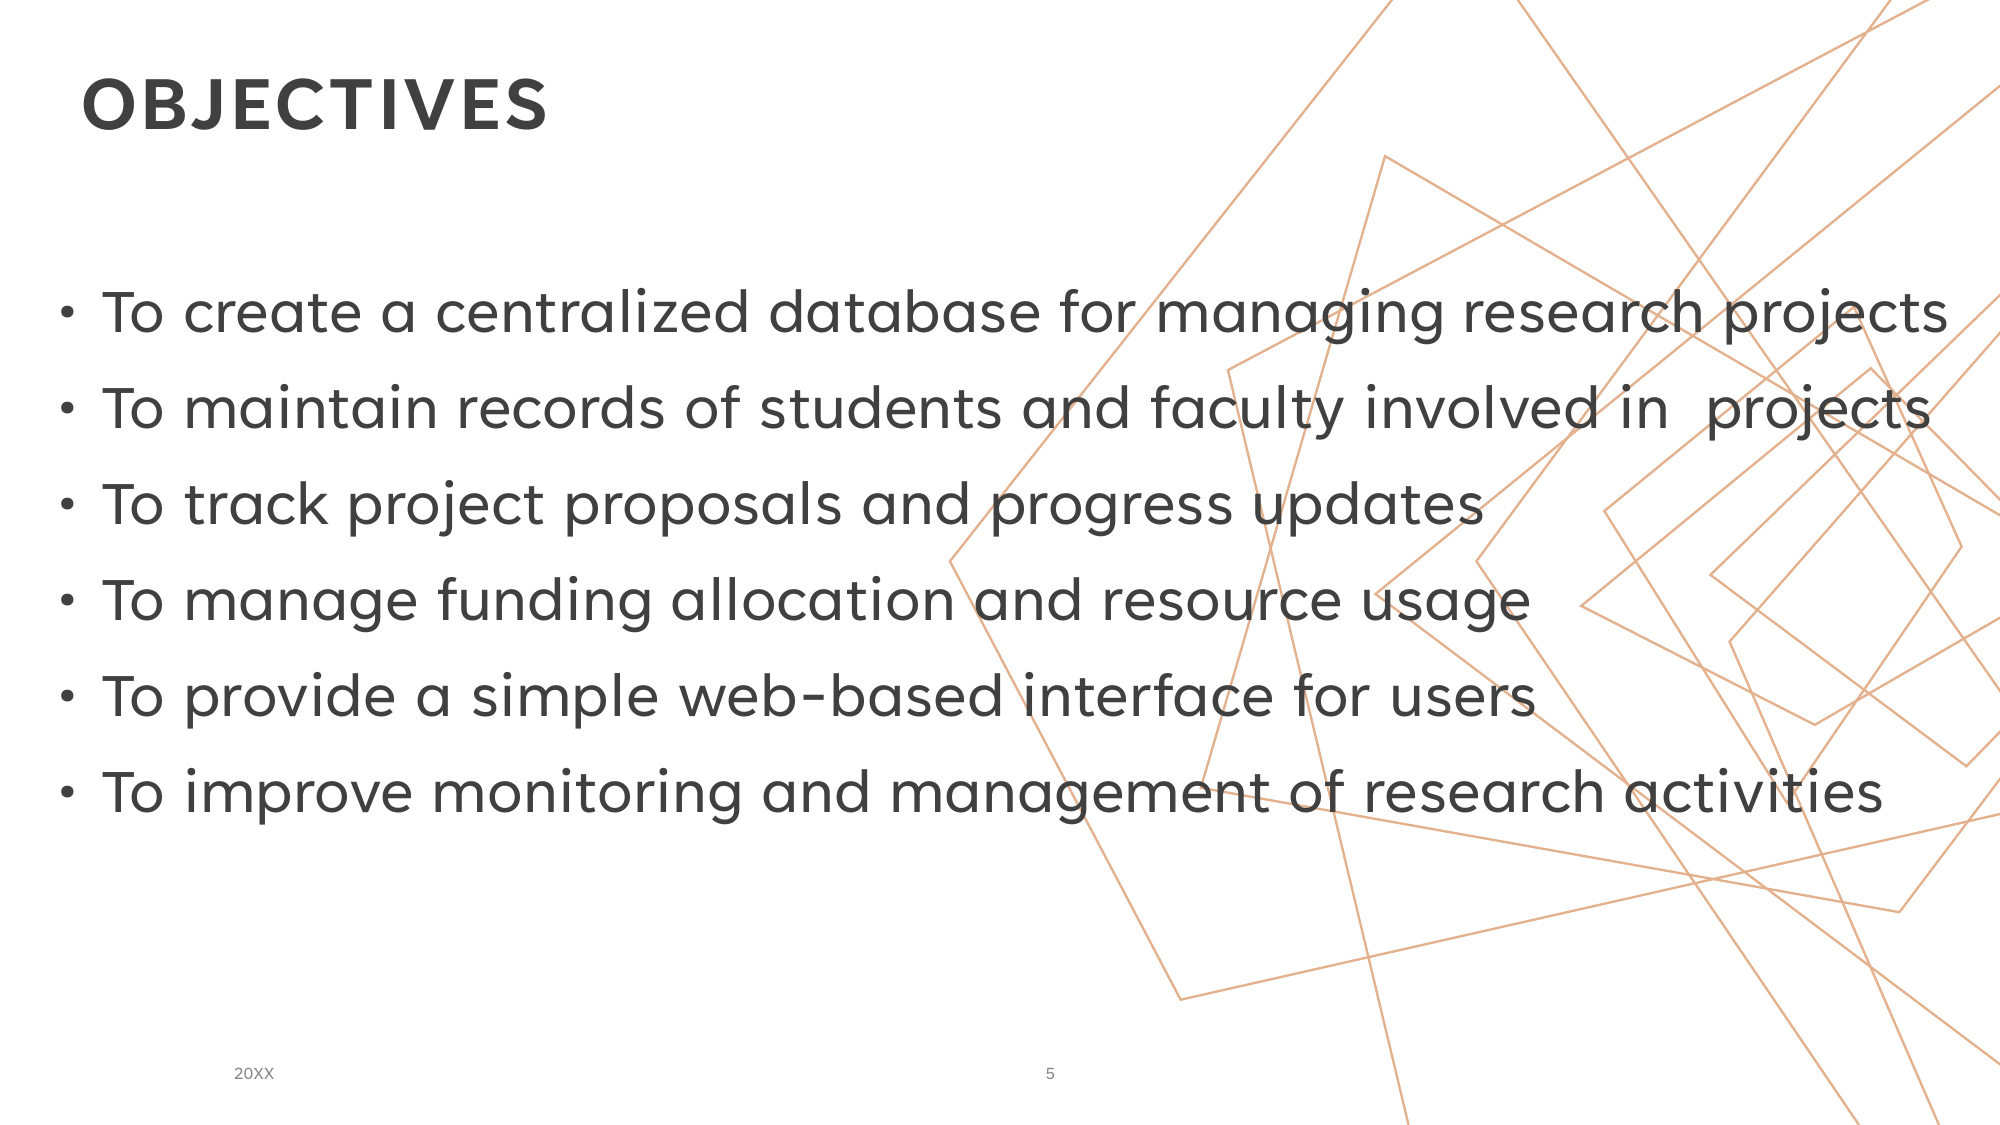 OBJECTIVES
• To create a centralized database for managing research projects
• To maintain records of students and faculty involved in  projects
• To track project proposals and progress updates
• To manage funding allocation and resource usage
• To provide a simple web-based interface for users
• To improve monitoring and management of research activities
20XX
5